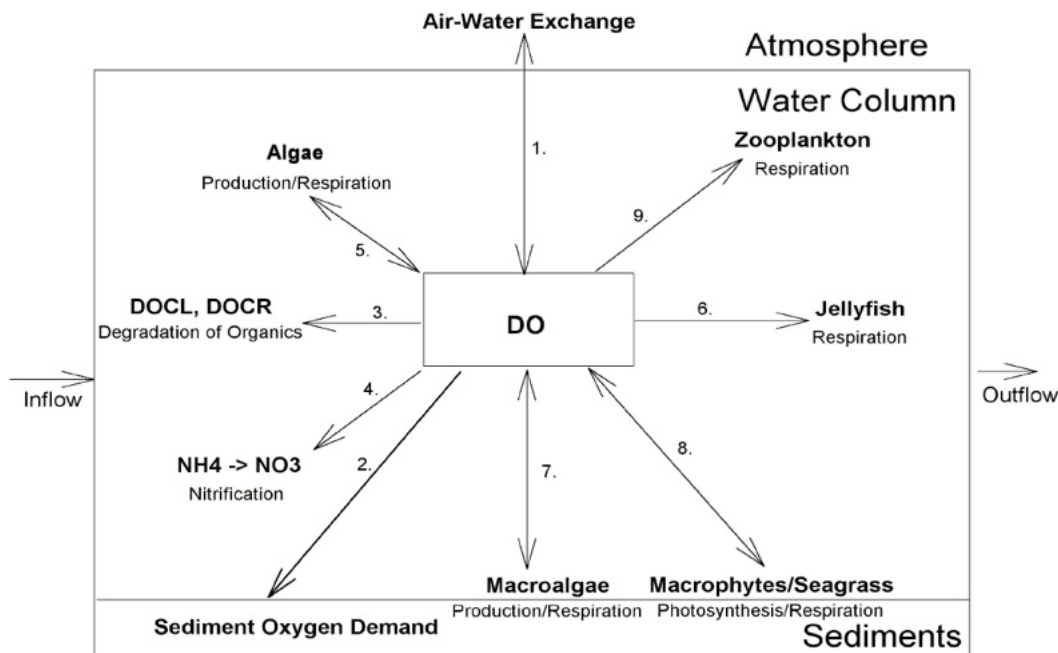 Air-Water Exchange
Atmosphere
Water Column
1.
Zooplankton
Respiration
Algae
Production/Respiration
9.
5.
DOCL, DOCR
Degradation of Organics
3.
DO
6.
Jellyfish
Respiration
Inflow
Outflow
4.
NH4 -> NO3
Nitrification
2.
7.
8.
Macroalgae
Production/Respiration
Macrophytes/Seagrass
Photosynthesis/Respiration
Sediment Oxygen Demand
Sediments